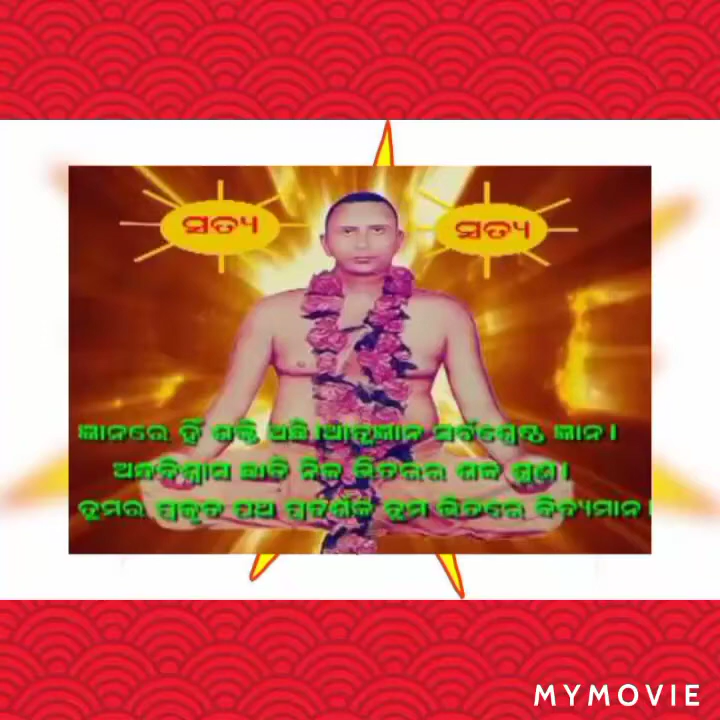 ସତ୍ୟ
ସତ୍ୟ
ଜ୍ଞାନରେ ହିଁ ଶକ୍ତି ଅଛି ।ଆତ୍ମଜ୍ଞାନ ସର୍ବଶ୍ରେଷ୍ଠ ଜ୍ଞାନ ।
ଅନ୍ଧବିଶ୍ୱାସ ଛାଡି ନିଜ ଭିତରର ଶବ୍ଦ ଶୁଣ ।
ତୁମର ପ୍ରକୃତ ପଥ ପ୍ରଦର୍ଶକ ତୁମ ଭିତରେ ବିଦ୍ୟମାନ ।
MYMOVIE